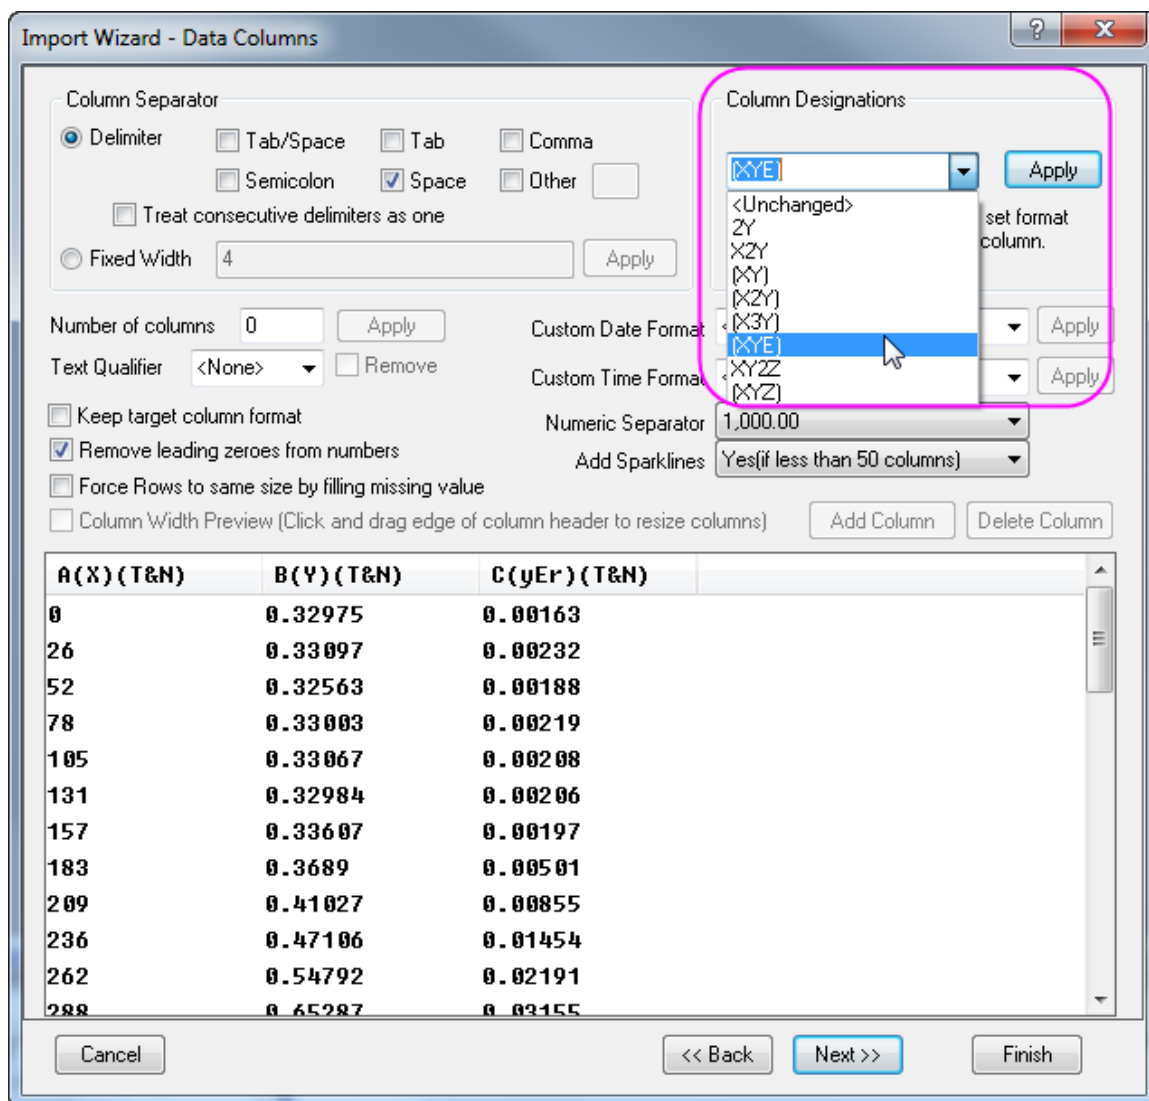 Import Wizard - Data Columns
Column Separator
Delimiter
Tab/Space
Tab
Comma
Semicolon
Space
Other
Treat consecutive delimiters as one
Fixed Width
4
Apply
Column Designations
(XYE)
Apply
set format
column.
<Unchanged>
2Y
X2Y
(XY)
(X2Y)
(X3Y)
(XYE)
XY2Z
(XYZ)
Number of columns
0
Apply
Custom Date Format
Apply
Text Qualifier
<None>
Remove
Custom Time Format
Apply
Keep target column format
Numeric Separator
1,000.00
Remove leading zeroes from numbers
Add Sparklines
Yes(if less than 50 columns)
Force Rows to same size by filling missing value
Column Width Preview (Click and drag edge of column header to resize columns)
Add Column
Delete Column
A(X)(T&N) B(Y)(T&N) C(yEr)(T&N)
0 0.32975 0.00163
26 0.33097 0.00232
52 0.32563 0.00188
78 0.33003 0.00219
105 0.33067 0.00208
131 0.32984 0.00206
157 0.33607 0.00197
183 0.3689 0.00501
209 0.41027 0.00855
236 0.47106 0.01454
262 0.54792 0.02191
288 0.65287 0.03155
Cancel
<< Back
Next >>
Finish